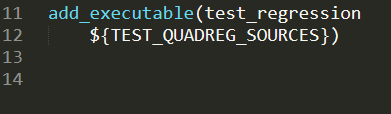 11 add_executable(test_regression
12     ${TEST_QUADREG_SOURCES})
13
14